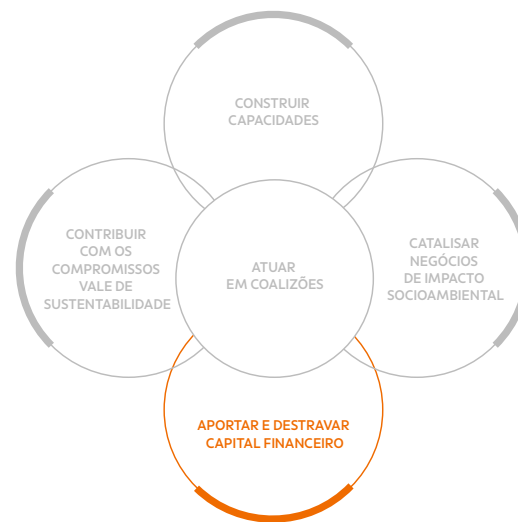 CONSTRUIR
CAPACIDADES
CONTRIBUIR
COM OS
COMPROMISSOS
VALE DE
SUSTENTABILIDADE
ATUAR
EM COALIZÕES
CATALISAR
NEGÓCIOS
DE IMPACTO
SOCIOAMBIENTAL
APORTAR E DESTRAVAR
CAPITAL FINANCEIRO